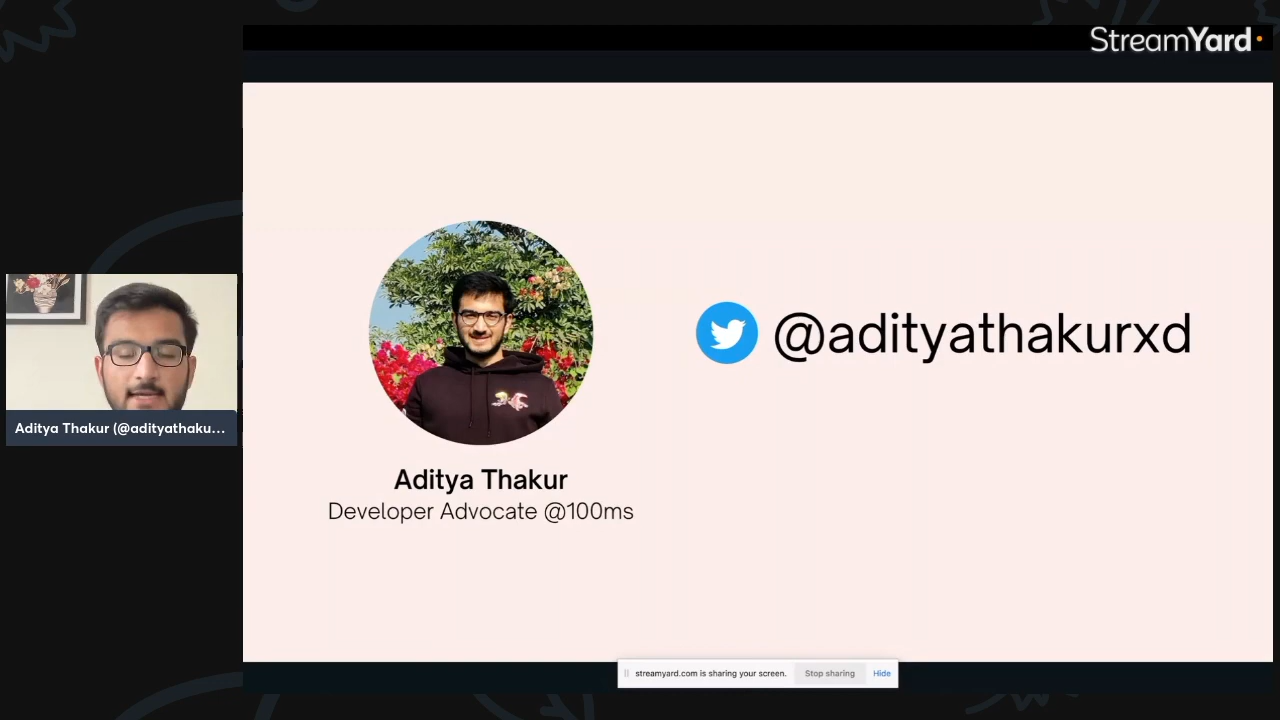 StreamYard
@adityathakurxd
Aditya Thakur (@adityathaku...
Aditya Thakur
Developer Advocate @100ms
streamyard.com is sharing your screen. Stop sharing Hide